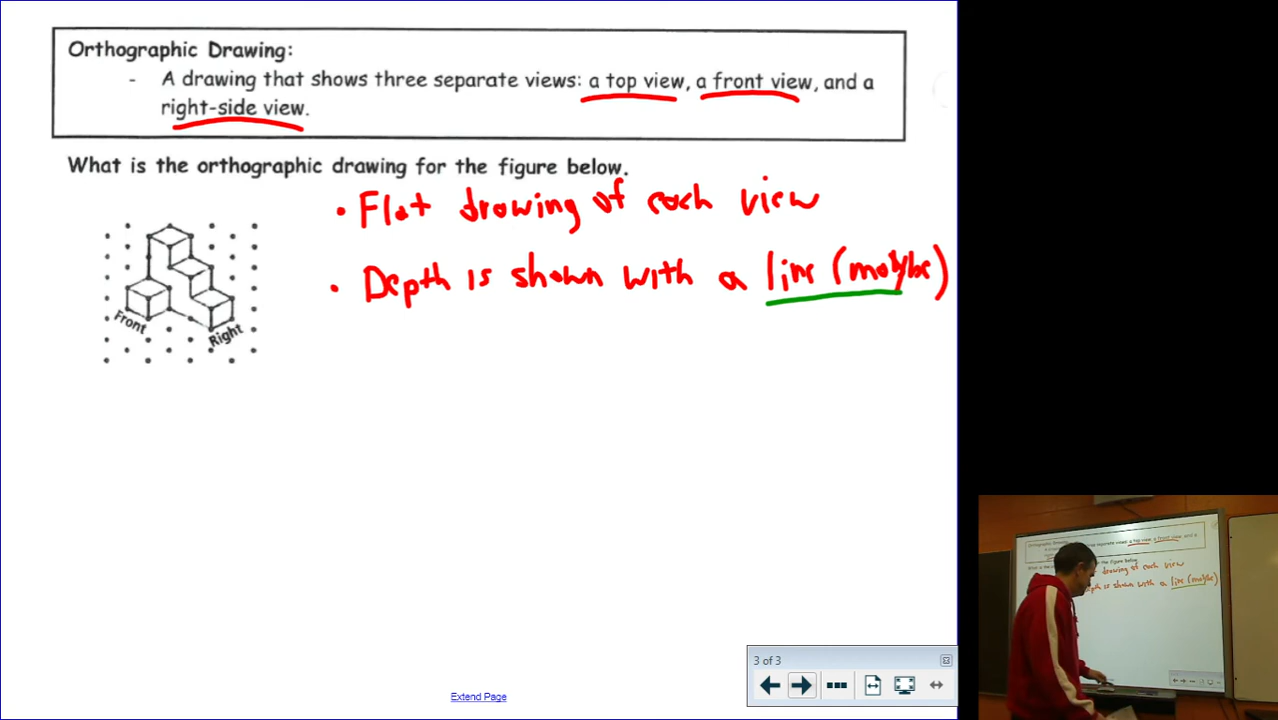 Orthographic Drawing:
- A drawing that shows three separate views: a top view, a front view, and a
right-side view.
What is the orthographic drawing for the figure below.
• Flat drawing of each view
• Depth is shown with a line (maybe)
Front
Right
3 of 3
Extend Page